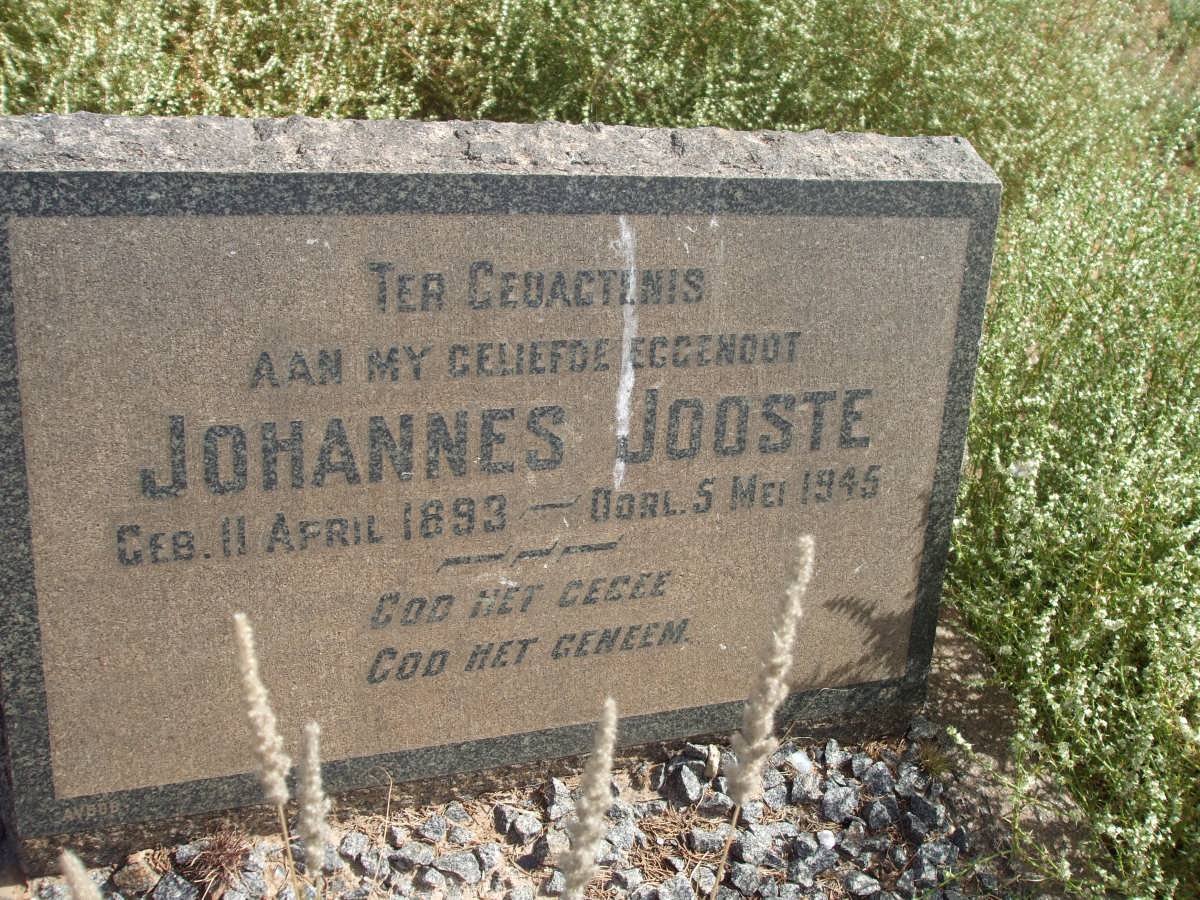 TER GEDAGTENIS
AAN MY GELIEFDE EGGENOOT
JOHANNES JOOSTE
GEB. 11 APRIL 1893 — OORL. 5 MEI 1945
GOD HET GEGEE
GOD HET GENEEM.
AVBOB